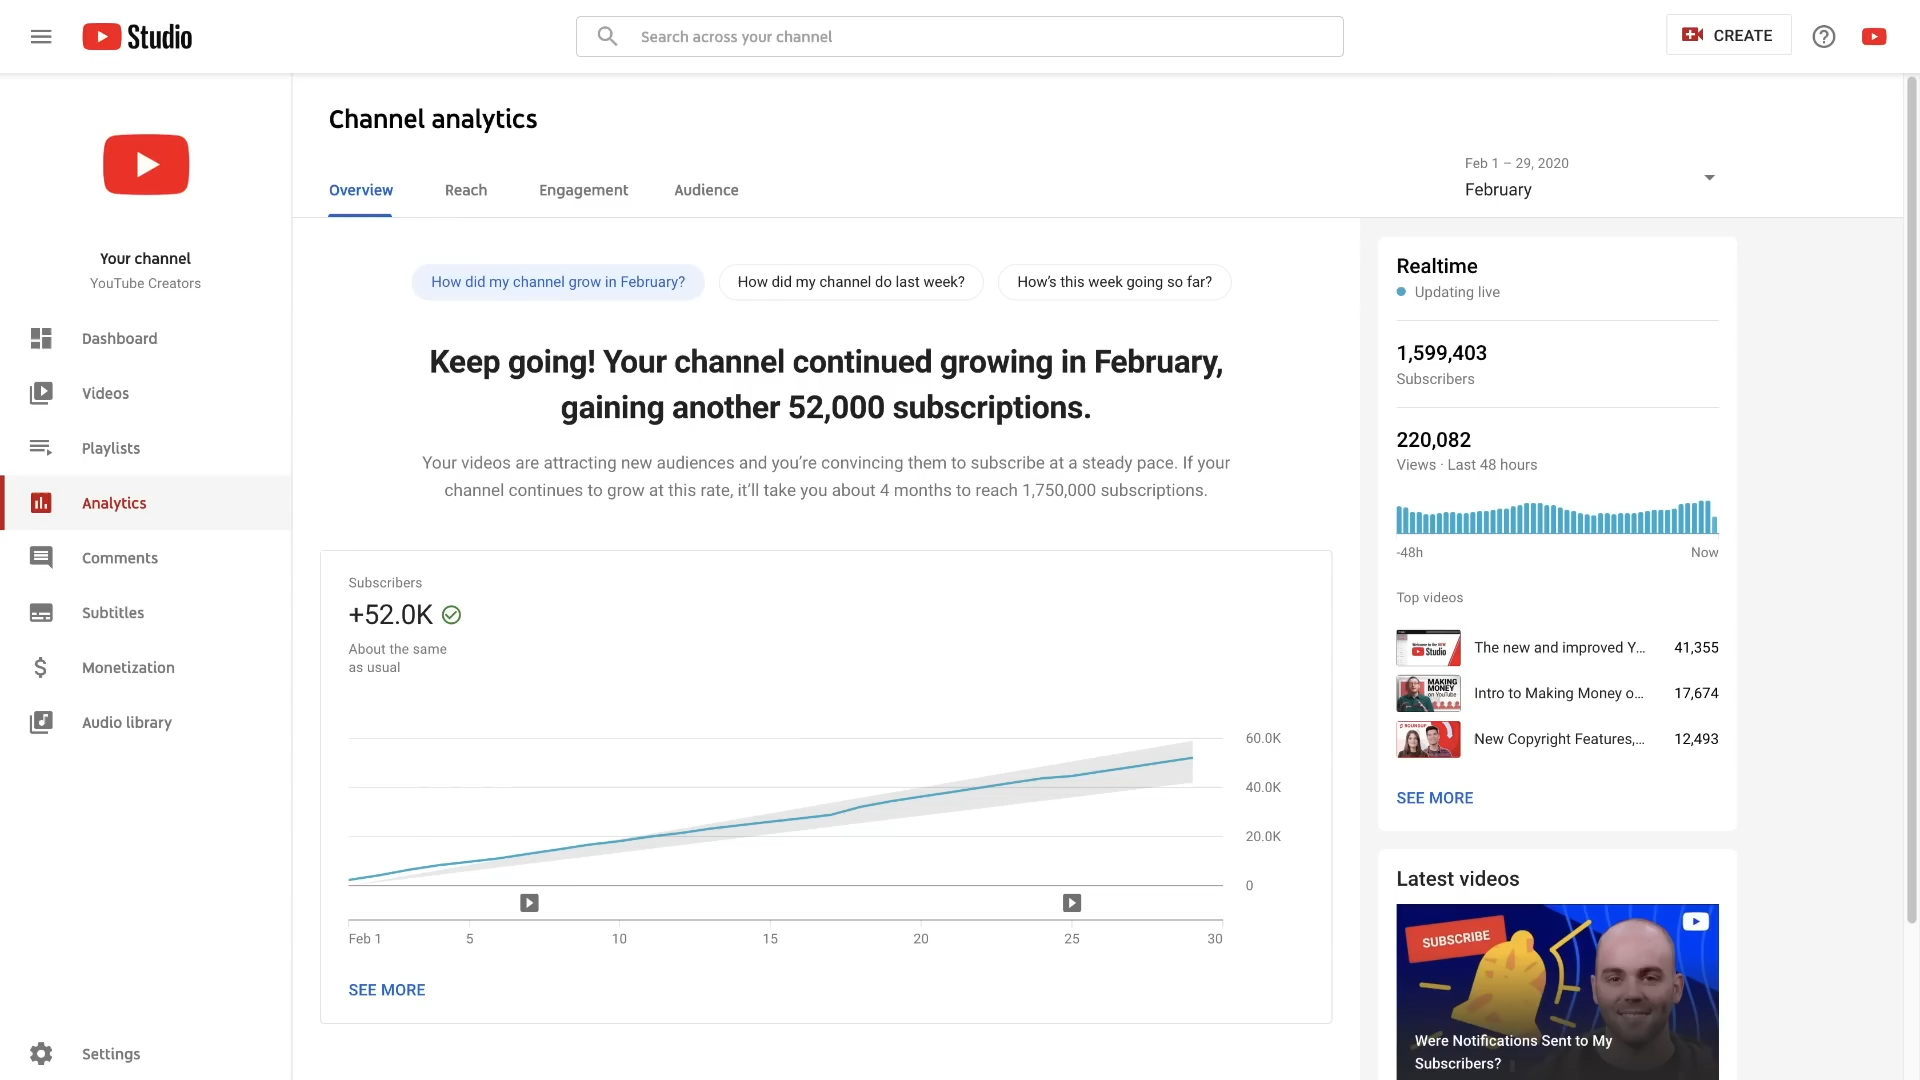 Studio
Search across your channel
CREATE
Your channel
YouTube Creators
Dashboard
Videos
Playlists
Analytics
Comments
Subtitles
Monetization
Audio library
Settings
Channel analytics
Overview
Reach
Engagement
Audience
Feb 1 – 29, 2020
February
How did my channel grow in February?
How did my channel do last week?
How's this week going so far?
Keep going! Your channel continued growing in February,
gaining another 52,000 subscriptions.
Your videos are attracting new audiences and you're convincing them to subscribe at a steady pace. If your
channel continues to grow at this rate, it'll take you about 4 months to reach 1,750,000 subscriptions.
Subscribers
+52.0K
About the same
as usual
60.0K
40.0K
20.0K
0
Feb 1
5
10
15
20
25
30
SEE MORE
Realtime
Updating live
1,599,403
Subscribers
220,082
Views · Last 48 hours
-48h
Now
Top videos
Studio
The new and improved Y...
41,355
MAKING
MONEY
on YouTube
Intro to Making Money o...
17,674
ROUNDUP
New Copyright Features,...
12,493
SEE MORE
Latest videos
SUBSCRIBE
Were Notifications Sent to My
Subscribers?